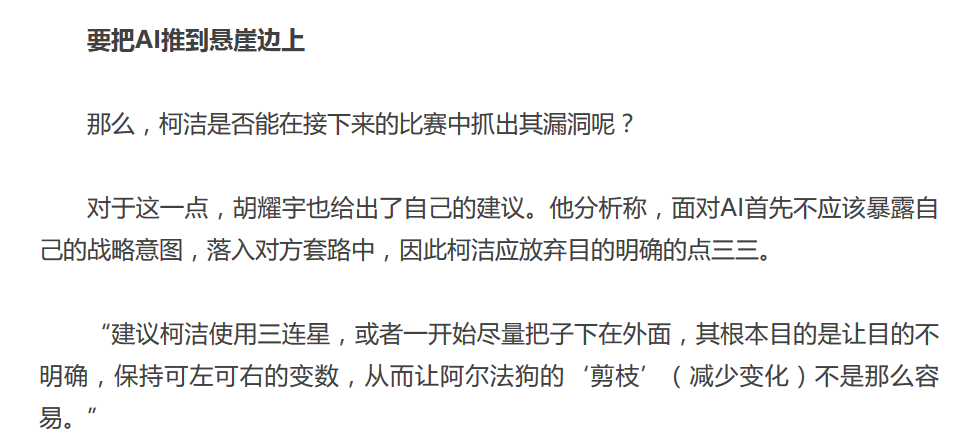 要把AI推到悬崖边上
那么，柯洁是否能在接下来的比赛中抓出其漏洞呢？
对于这一点，胡耀宇也给出了自己的建议。他分析称，面对AI首先不应该暴露自
己的战略意图，落入对方套路中，因此柯洁应放弃目的明确的点三三。
“建议柯洁使用三连星，或者一开始尽量把子下在外面，其根本目的是让目的不
明确，保持可左可右的变数，从而让阿尔法狗的‘剪枝’（减少变化）不是那么容
易。”